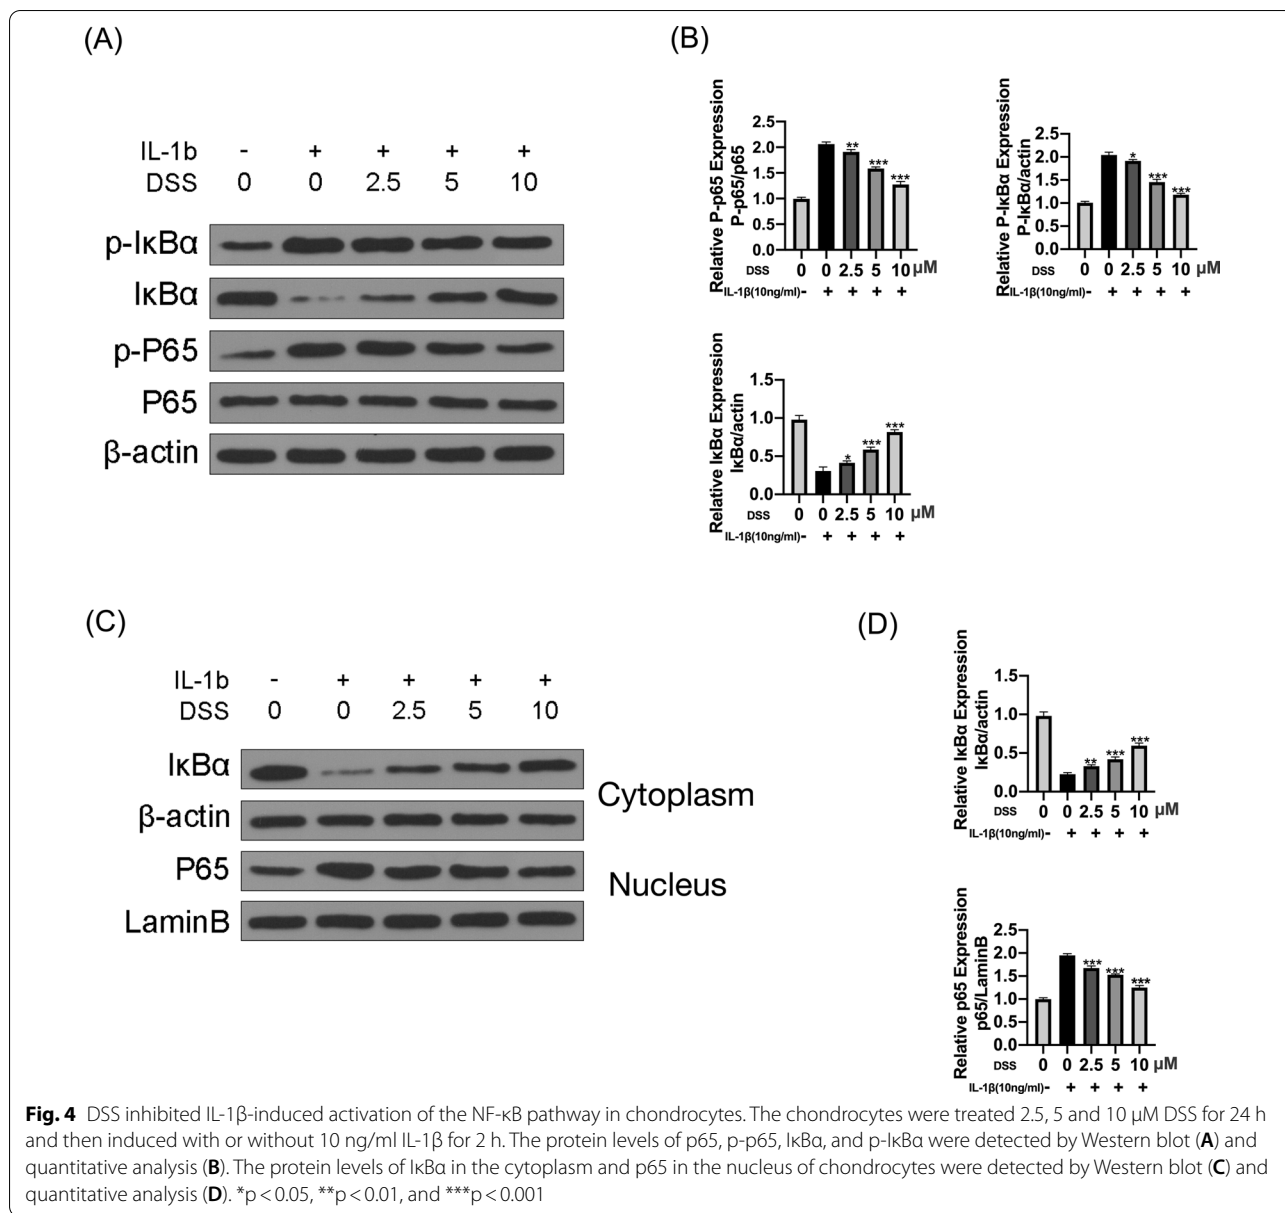 (A)
IL-1b - + + + +
DSS 0 0 2.5 5 10
p-IκBα
IκBα
p-P65
P65
β-actin
(B)
Relative P-p65 Expression
P-p65/p65
2.5
2.0
1.5
1.0
0.5
0.0
** *** ***
DSS 0 0 2.5 5 10 μM
IL-1β(10ng/ml) - + + + +
Relative P-IκBα Expression
P-IκBα/actin
2.5
2.0
1.5
1.0
0.5
0.0
* *** ***
DSS 0 0 2.5 5 10 μM
IL-1β(10ng/ml) - + + + +
Relative IκBα Expression
IκBα/actin
1.5
1.0
0.5
0.0
* *** ***
DSS 0 0 2.5 5 10 μM
IL-1β(10ng/ml) - + + + +
(C)
IL-1b - + + + +
DSS 0 0 2.5 5 10
IκBα
β-actin
Cytoplasm
P65
LaminB
Nucleus
(D)
Relative IκBα Expression
IκBα/actin
1.5
1.0
0.5
0.0
** *** ***
DSS 0 0 2.5 5 10 μM
IL-1β(10ng/ml) - + + + +
Relative p65 Expression
p65/LaminB
2.5
2.0
1.5
1.0
0.5
0.0
*** *** ***
DSS 0 0 2.5 5 10 μM
IL-1β(10ng/ml) - + + + +
Fig. 4 DSS inhibited IL-1β-induced activation of the NF-κB pathway in chondrocytes. The chondrocytes were treated 2.5, 5 and 10 μM DSS for 24 h
and then induced with or without 10 ng/ml IL-1β for 2 h. The protein levels of p65, p-p65, IκBα, and p-IκBα were detected by Western blot (A) and
quantitative analysis (B). The protein levels of IκBα in the cytoplasm and p65 in the nucleus of chondrocytes were detected by Western blot (C) and
quantitative analysis (D). *p < 0.05, **p < 0.01, and ***p < 0.001